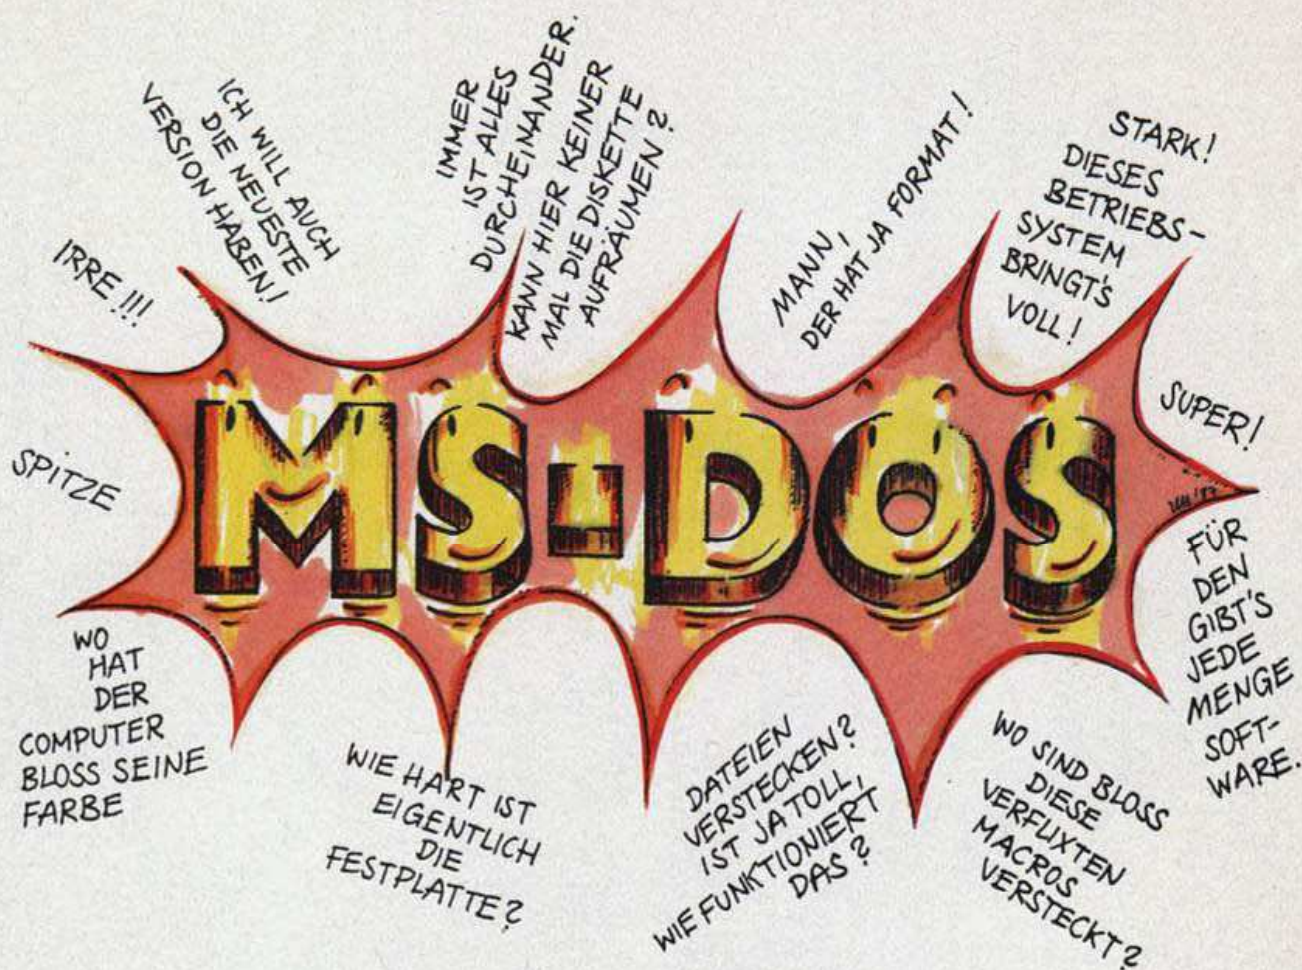 ICH WILL AUCH
DIE NEUESTE
VERSION HABEN!
IMMER
IST ALLES
DURCHEINANDER.
KANN HIER KEINER
MAL DIE DISKETTE
AUFRÄUMEN?
MANN,
DER HAT JA FORMAT!
STARK!
DIESES
BETRIEBS-
SYSTEM
BRINGT'S
VOLL!
IRRE!!!
SUPER!
SPITZE
MS-DOS
FÜR
DEN
GIBT'S
JEDE
MENGE
SOFT-
WARE.
WO
HAT
DER
COMPUTER
BLOSS SEINE
FARBE
WIE HART IST
EIGENTLICH
DIE
FESTPLATTE?
DATEIEN
VERSTECKEN?
IST JA TOLL,
WIE FUNKTIONIERT
DAS?
WO SIND BLOSS
DIESE
VERFLIXTEN
MACROS
VERSTECKT?